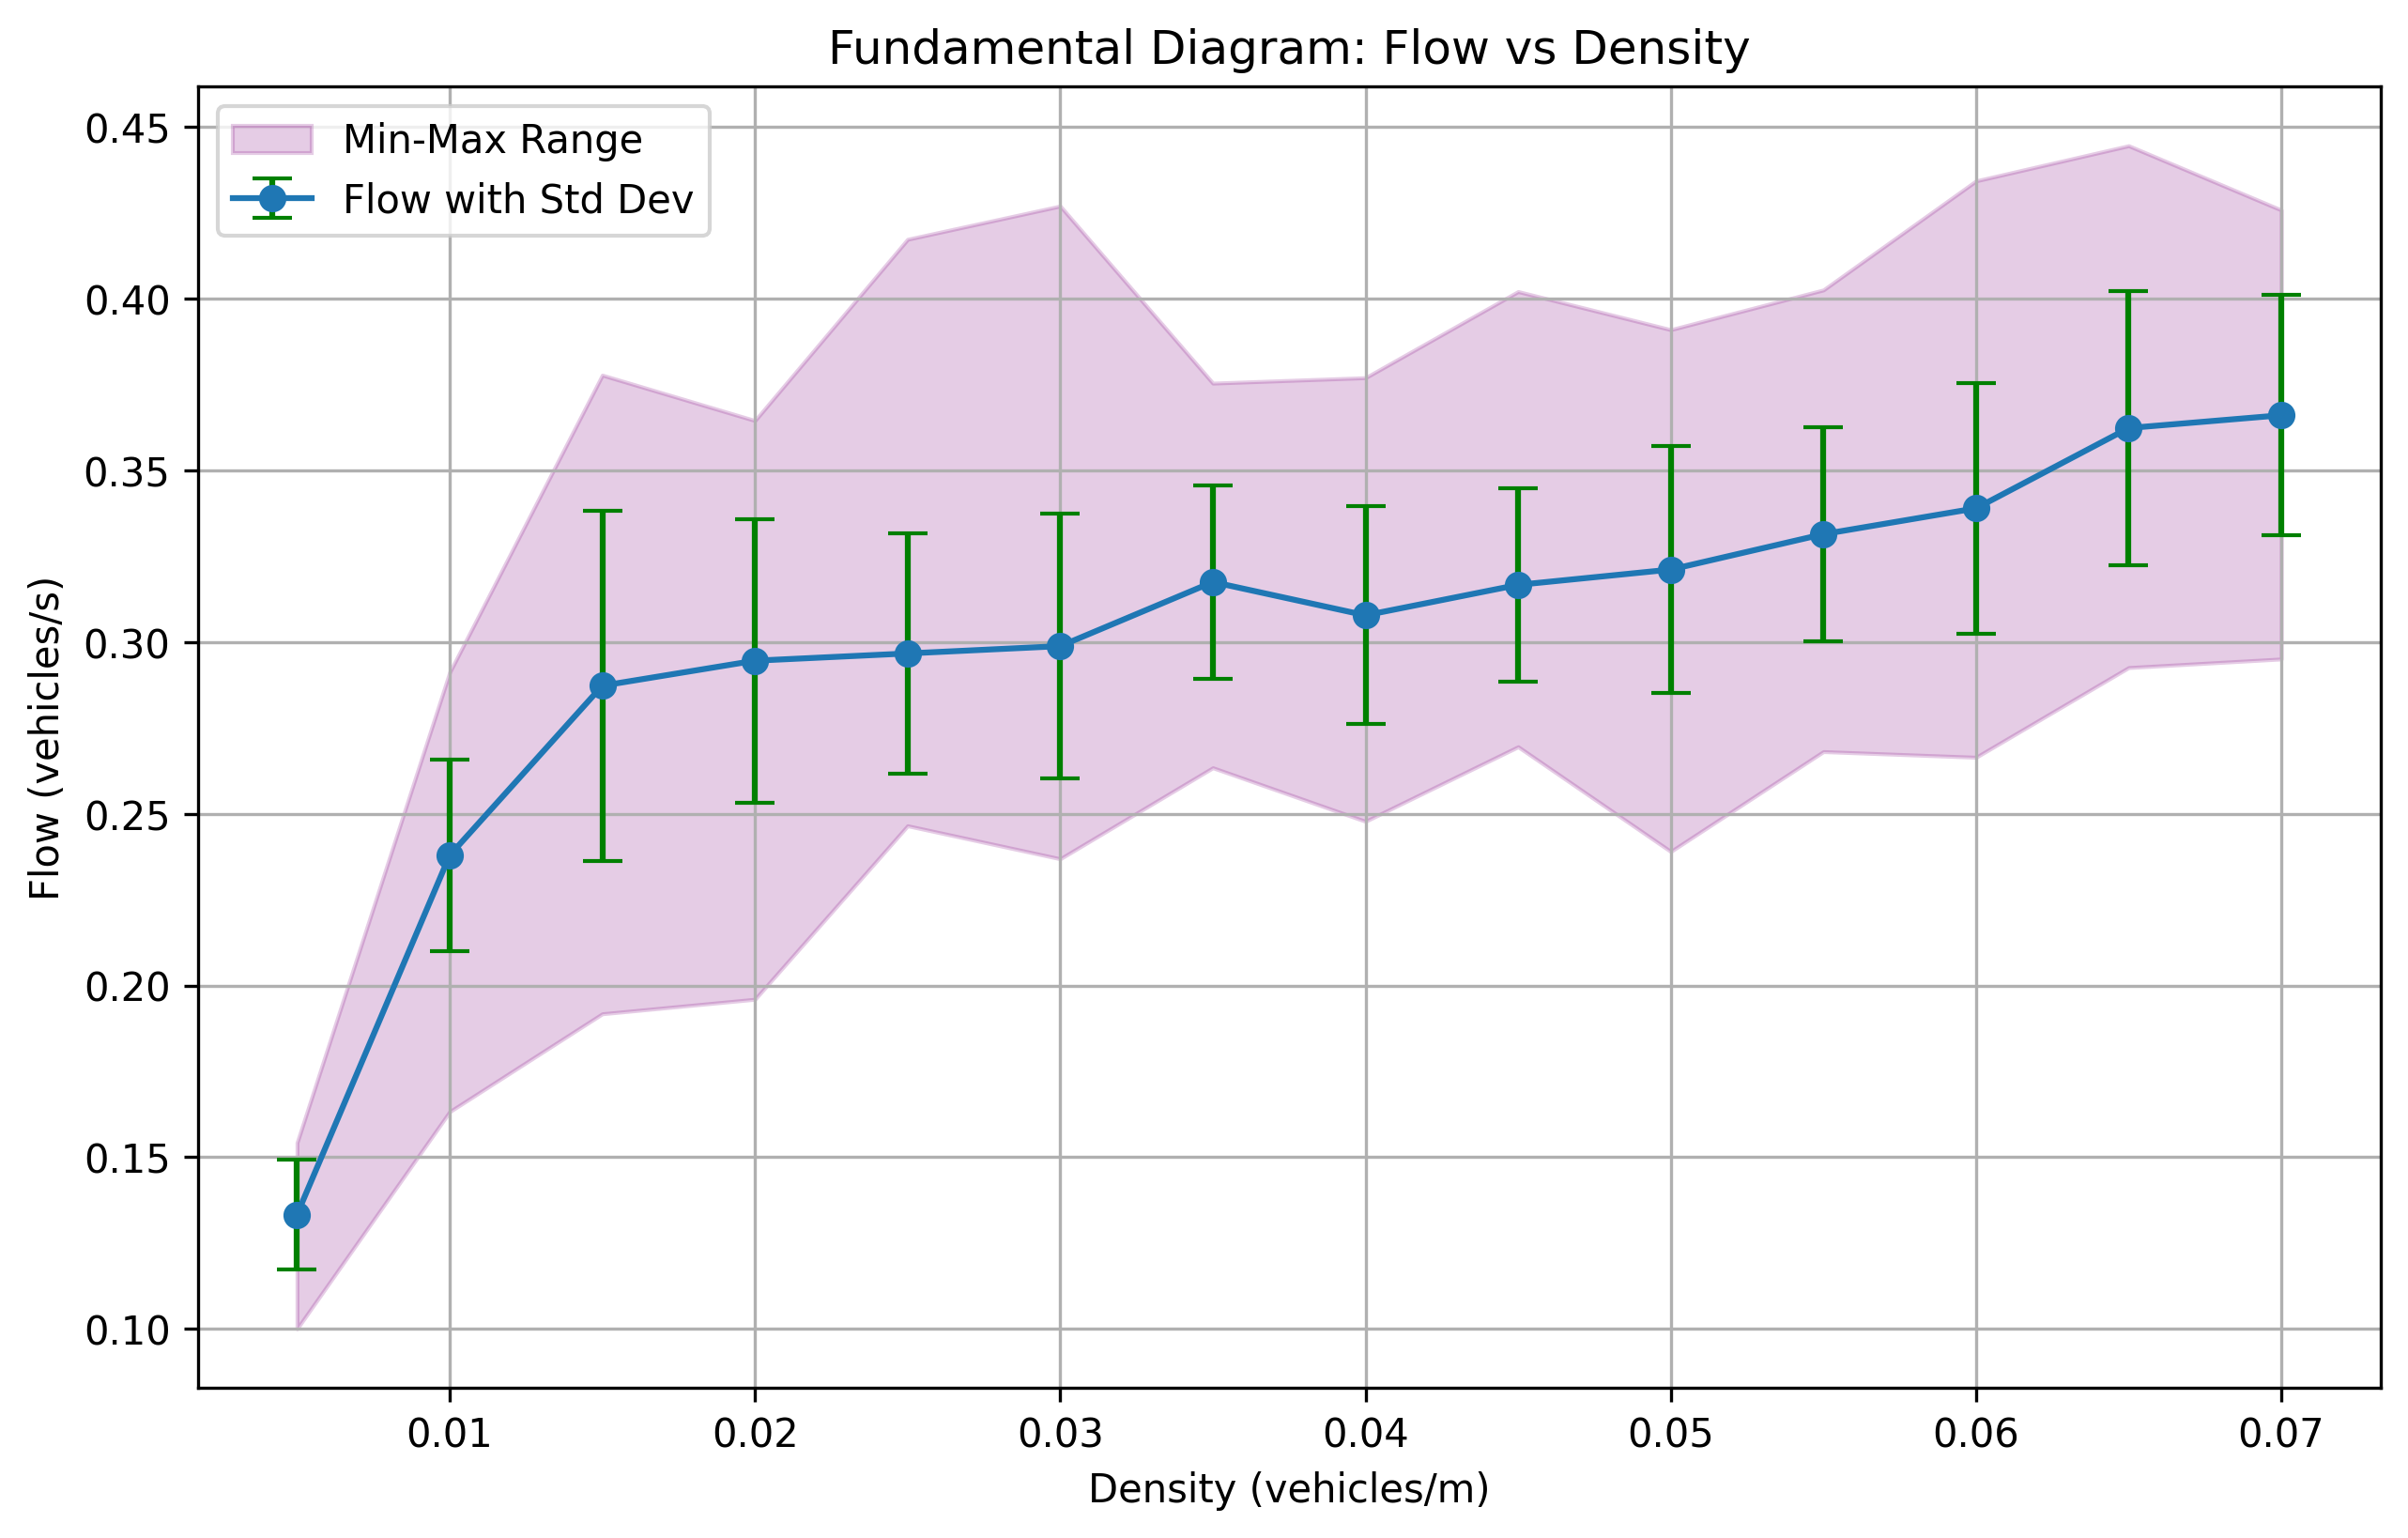 Fundamental Diagram: Flow vs Density
Min-Max Range
Flow with Std Dev
Flow (vehicles/s)
0.45
0.40
0.35
0.30
0.25
0.20
0.15
0.10
0.01 0.02 0.03 0.04 0.05 0.06 0.07
Density (vehicles/m)